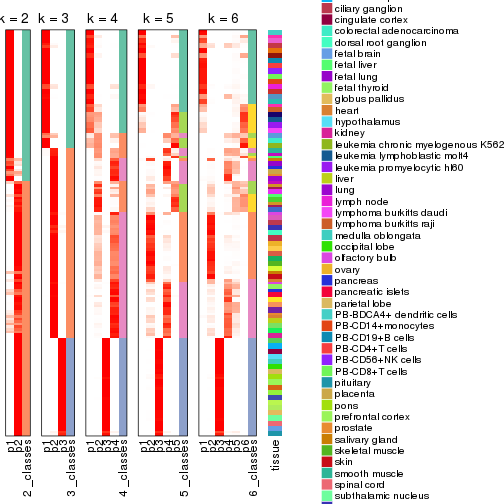 k = 2 k = 3 k = 4 k = 5 k = 6
p1
p2
2_classes
p1
p2
p3
3_classes
p1
p2
p3
p4
4_classes
p1
p2
p3
p4
p5
5_classes
p1
p2
p3
p4
p5
p6
6_classes
tissue
ciliary ganglion
cingulate cortex
colorectal adenocarcinoma
dorsal root ganglion
fetal brain
fetal liver
fetal lung
fetal thyroid
globus pallidus
heart
hypothalamus
kidney
leukemia chronic myelogenous K562
leukemia lymphoblastic molt4
leukemia promyelocytic hl60
liver
lung
lymph node
lymphoma burkitts daudi
lymphoma burkitts raji
medulla oblongata
occipital lobe
olfactory bulb
ovary
pancreas
pancreatic islets
parietal lobe
PB-BDCA4+ dendritic cells
PB-CD14+monocytes
PB-CD19+B cells
PB-CD4+T cells
PB-CD56+NK cells
PB-CD8+T cells
pituitary
placenta
pons
prefrontal cortex
prostate
salivary gland
skeletal muscle
skin
smooth muscle
spinal cord
subthalamic nucleus